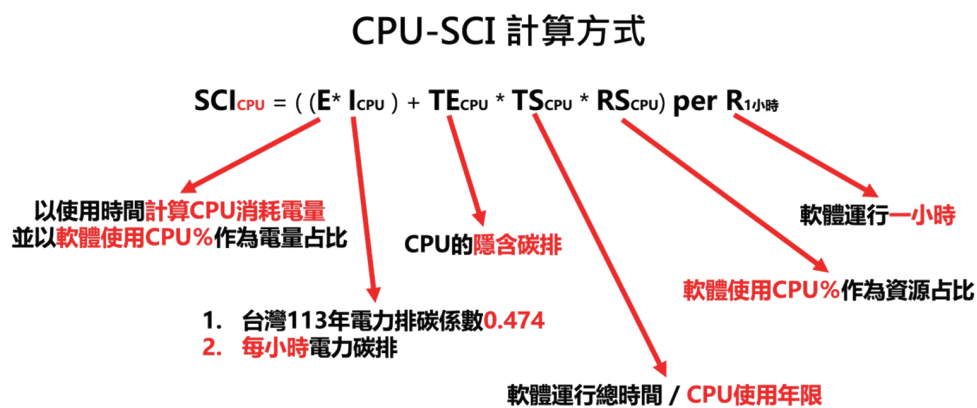 CPU-SCI 計算方式
SCICPU = ( (E* ICPU ) + TECPU * TSCPU * RSCPU) per R1小時
以使用時間計算CPU消耗電量
並以軟體使用CPU%作為電量占比
CPU的隱含碳排
軟體運行一小時
軟體使用CPU%作為資源占比
1. 台灣113年電力排碳係數0.474
2. 每小時電力碳排
軟體運行總時間 / CPU使用年限